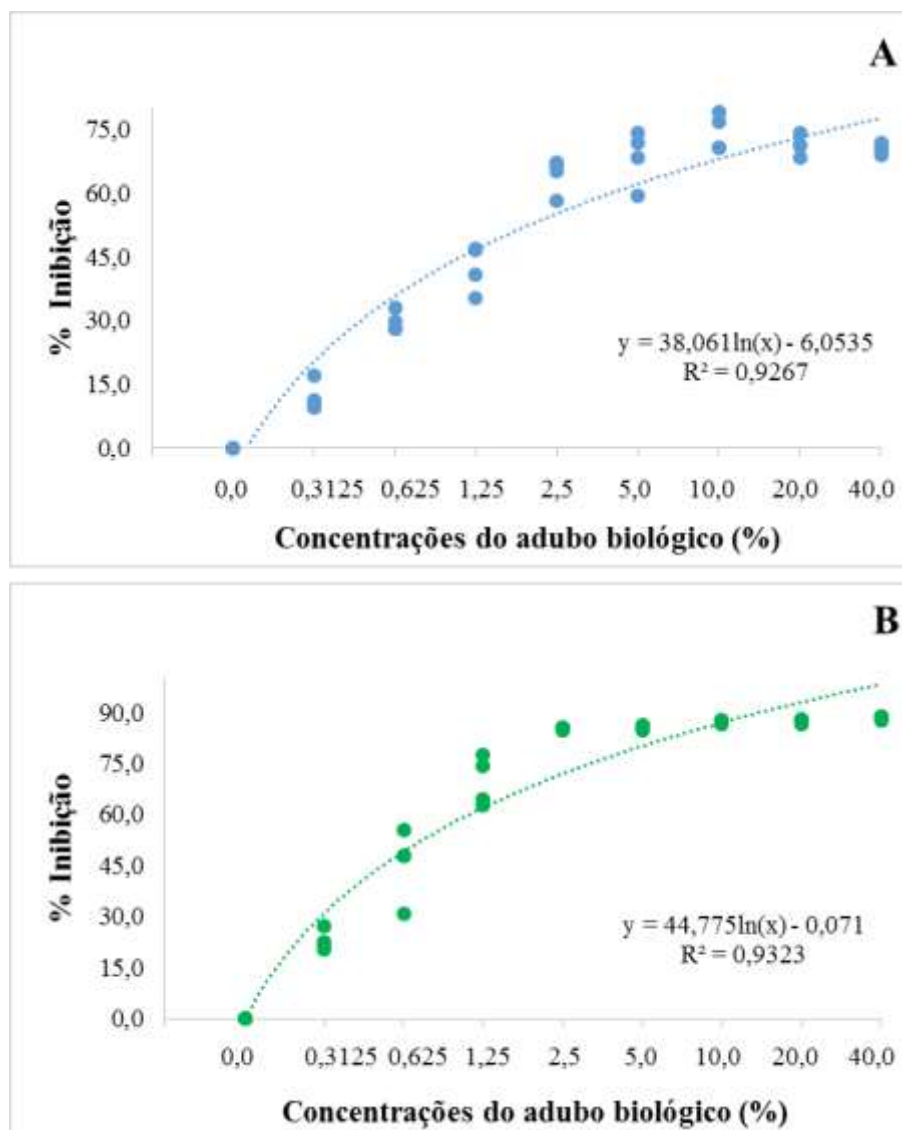 A
75,0
60,0
45,0
30,0
15,0
0,0
% Inibição
y = 38,061ln(x) - 6,0535
R² = 0,9267
0,0 0,3125 0,625 1,25 2,5 5,0 10,0 20,0 40,0
Concentrações do adubo biológico (%)
B
90,0
75,0
60,0
45,0
30,0
15,0
0,0
% Inibição
y = 44,775ln(x) - 0,071
R² = 0,9323
0,0 0,3125 0,625 1,25 2,5 5,0 10,0 20,0 40,0
Concentrações do adubo biológico (%)